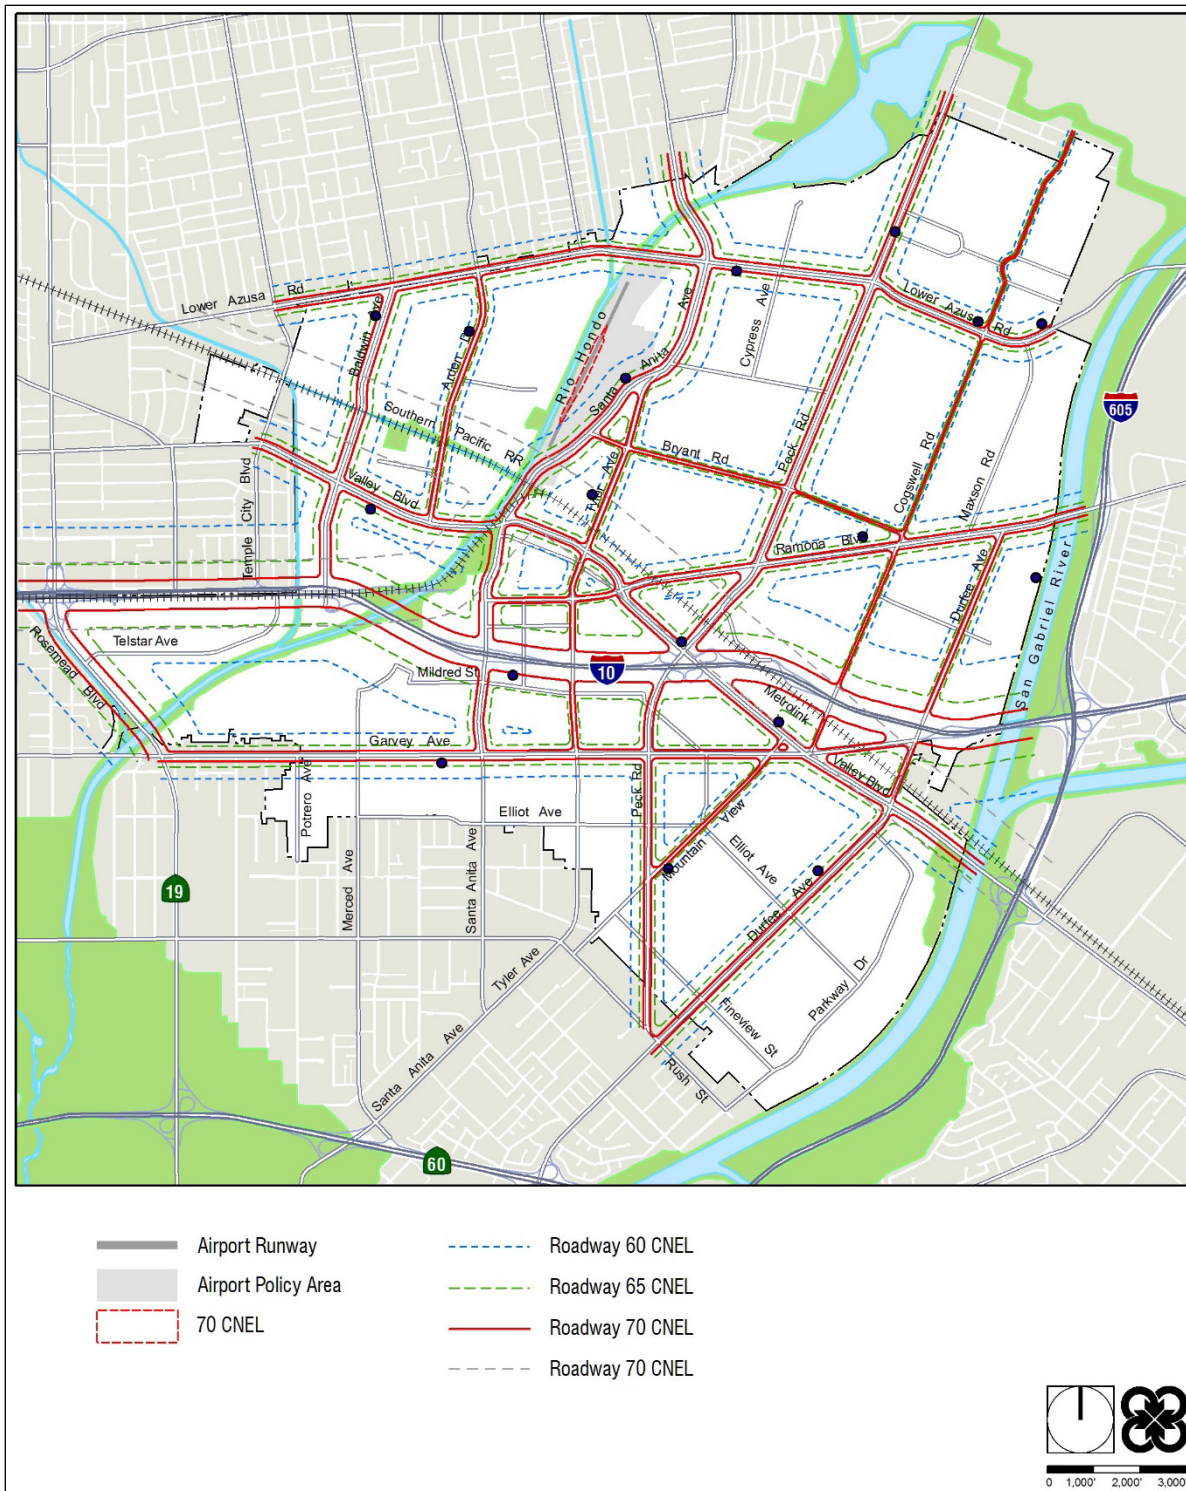 Lower Azusa Rd
Baldwin Ave
Arden Dr
Rio Hondo
Santa Anita Ave
Cypress Ave
Peck Rd
Lower Azusa Rd
605
Southern Pacific RR
Tyler Ave
Bryant Rd
Cogswell Rd
Maxson Rd
Temple City Blvd
Valley Blvd
Ramona Blvd
Durfee Ave
San Gabriel River
Rosemead Blvd
Telstar Ave
Mildred St
10
Metrolink
Garvey Ave
Valley Blvd
Potrero Ave
Merced Ave
Santa Anita Ave
Elliot Ave
Peck Rd
Mountain View
Elliot Ave
Durfee Ave
19
Tyler Ave
Parkway Dr
Fineview St
Rush St
Santa Anita Ave
60
Airport Runway
Airport Policy Area
70 CNEL
Roadway 60 CNEL
Roadway 65 CNEL
Roadway 70 CNEL
Roadway 70 CNEL
0 1,000' 2,000' 3,000'